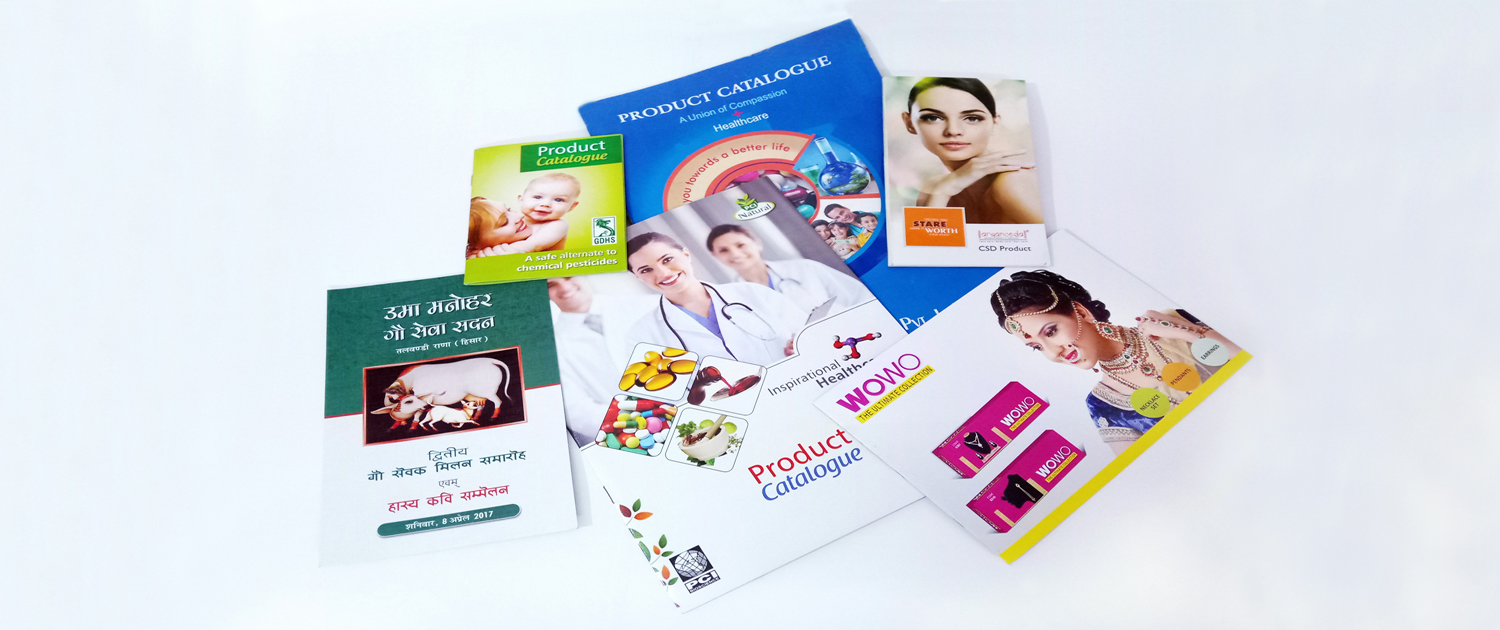 PRODUCT CATALOGUE
A Union of Compassion
+
Healthcare
you towards a better life
Product
Catalogue
GDHS
A safe alternate to
chemical pesticides
STARE
WORTH
CSD Product
उमा मनोहर
गौ सेवा सदन
तलवण्डी राणा (हिसार)
द्वितीय
गौ सेवक मिलन समारोह
एवम्
हास्य कवि सम्मेलन
शनिवार, 8 अप्रेल 2017
PCI
Natural
Inspirational
Product
Catalogue
PCI
WOWO
THE ULTIMATE COLLECTION
EARRINGS
PENDANTS
NECKLACE
SET
WOWO
WOWO